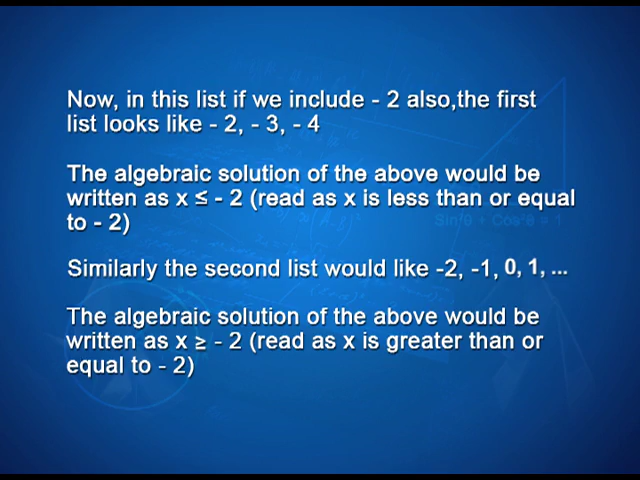 Now, in this list if we include - 2 also,the first
list looks like - 2, - 3, - 4
The algebraic solution of the above would be
written as x ≤ - 2 (read as x is less than or equal
to - 2)
Sin²θ + Cos²θ = 1
Similarly the second list would like -2, -1, 0, 1, ...
The algebraic solution of the above would be
written as x ≥ - 2 (read as x is greater than or
equal to - 2)